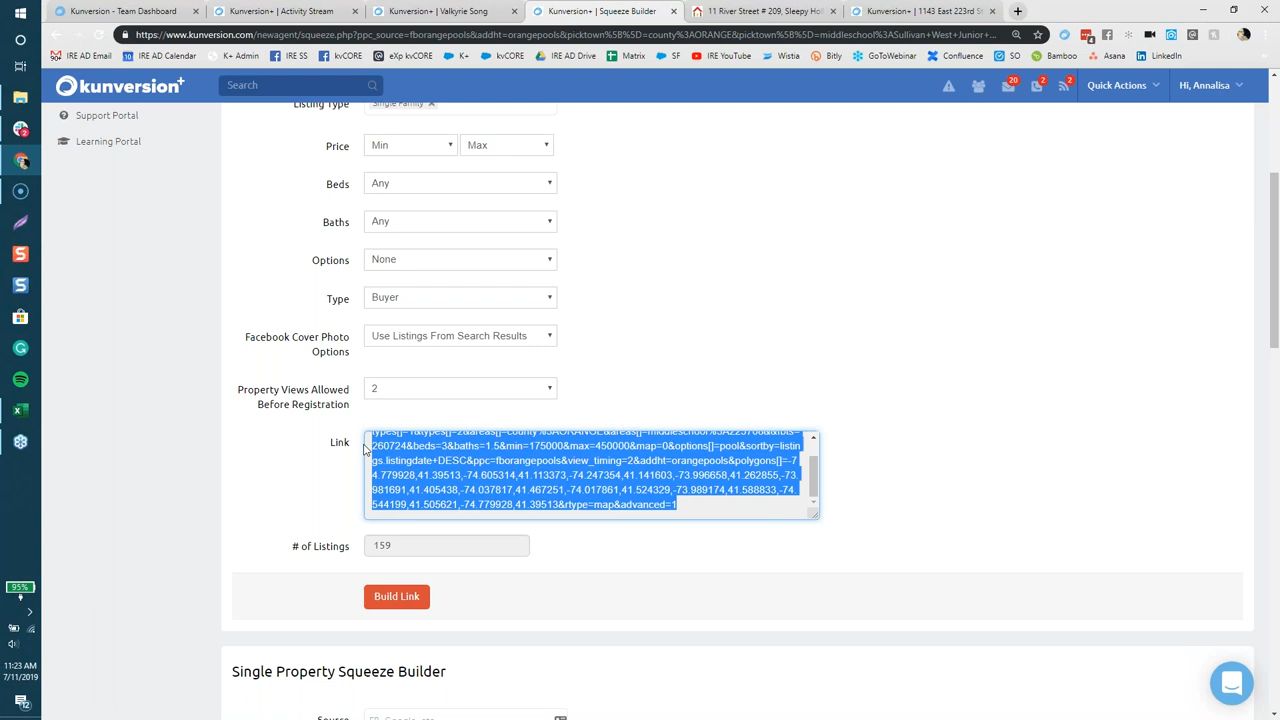 Kunversion - Team Dashboard
Kunversion+ | Activity Stream
Kunversion+ | Valkyrie Song
Kunversion+ | Squeeze Builder
11 River Street # 209, Sleepy Ho
Kunversion+ | 1143 East 223rd St
https://www.kunversion.com/newagent/squeeze.php?ppc_source=fborangepools&addht=orangepools&picktown%5B%5D=county%3AORANGE&picktown%5B%5D=middleschool%3ASullivan+West+Junior+...
IRE AD Email
IRE AD Calendar
K+ Admin
IRE SS
kvCORE
eXp kvCORE
K+
IRE AD Drive
Matrix
SF
IRE YouTube
Wistia
Bitly
GoToWebinar
Confluence
SO
Bamboo
Asana
LinkedIn
kunversion+
Search
20
2
2
Quick Actions
Hi, Annalisa
Support Portal
Learning Portal
Listing Type
Single Family
Price
Min
Max
Beds
Any
Baths
Any
Options
None
Type
Buyer
Facebook Cover Photo
Options
Use Listings From Search Results
Property Views Allowed
Before Registration
2
Link
260724&beds=3&baths=1.5&min=175000&max=450000&map=0&options[]=pool&sortby=listin
gs.listingdate+DESC&ppc=fborangepools&view_timing=2&addht=orangepools&polygons[]=-7
4.779928,41.39513,-74.605314,41.113373,-74.247354,41.141603,-73.996658,41.262855,-73.
981691,41.405438,-74.037817,41.467251,-74.017861,41.524329,-73.989174,41.588833,-74.
544199,41.505621,-74.779928,41.39513&rtype=map&advanced=1
# of Listings
159
Build Link
Single Property Squeeze Builder
Source
95%
11:23 AM
7/11/2019
12